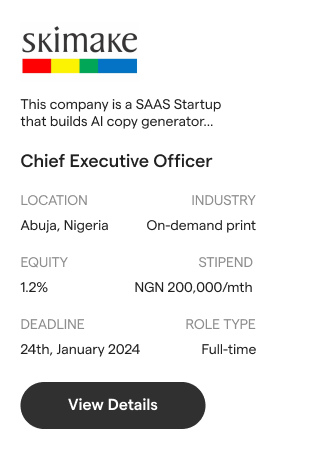 skimake
This company is a SAAS Startup
that builds AI copy generator...
Chief Executive Officer
LOCATION INDUSTRY
Abuja, Nigeria On-demand print
EQUITY STIPEND
1.2% NGN 200,000/mth
DEADLINE ROLE TYPE
24th, January 2024 Full-time
View Details